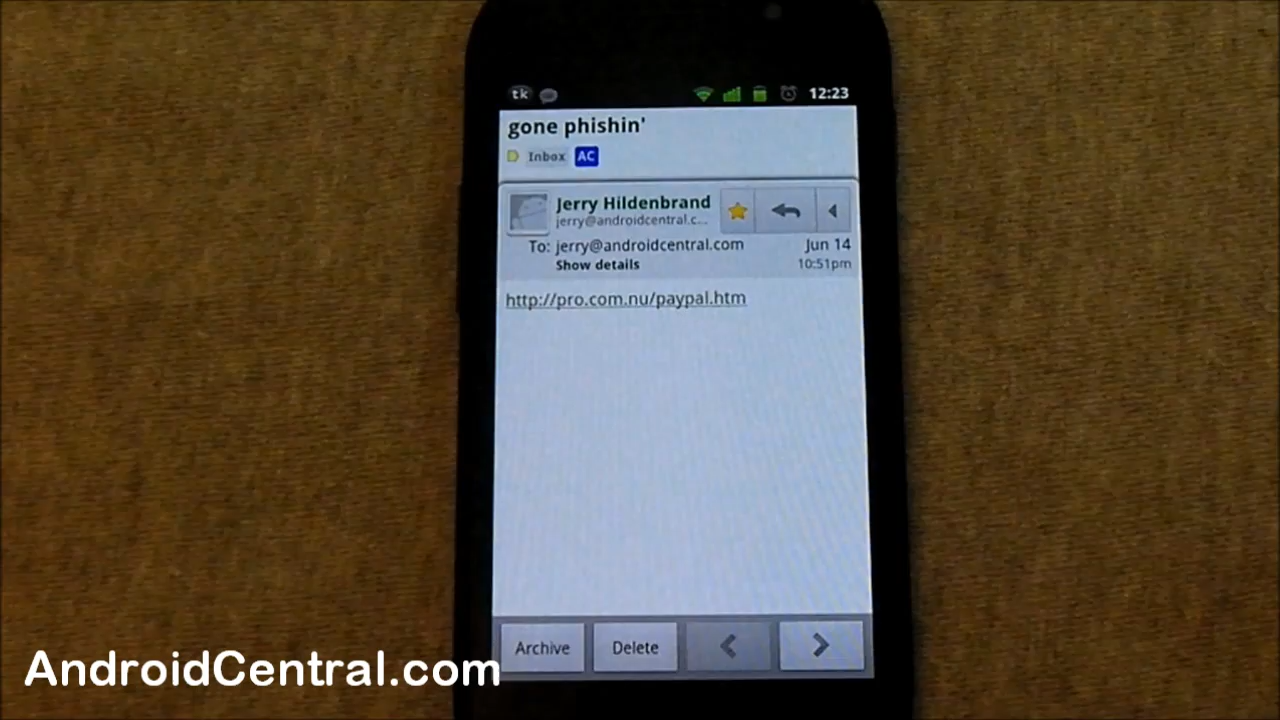 tk 12:23
gone phishin'
Inbox AC
Jerry Hildenbrand
jerry@androidcentral.c...
To: jerry@androidcentral.com Jun 14
Show details 10:51pm
http://pro.com.nu/paypal.htm
Archive Delete
AndroidCentral.com